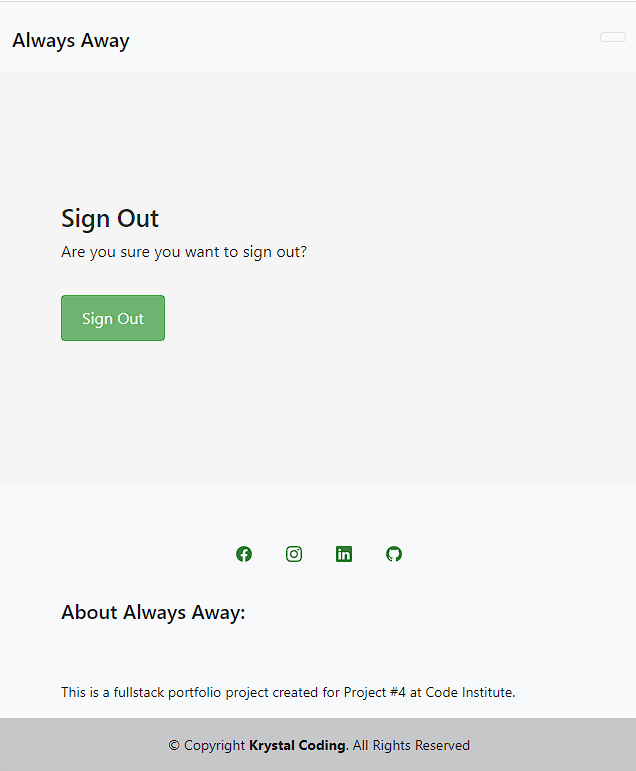 Always Away
Sign Out
Are you sure you want to sign out?
Sign Out
About Always Away:
This is a fullstack portfolio project created for Project #4 at Code Institute.
© Copyright Krystal Coding. All Rights Reserved